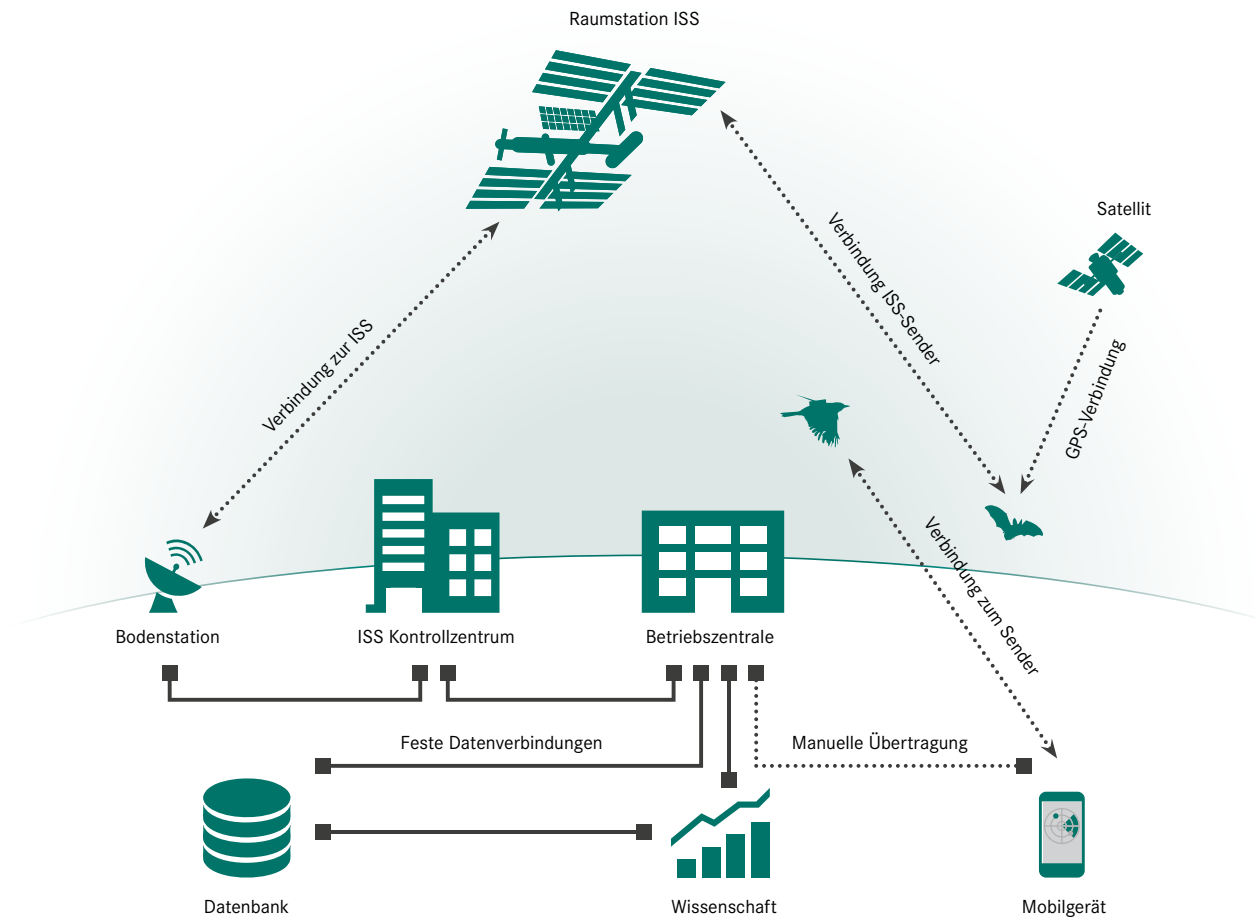 Raumstation ISS
Satellit
Verbindung ISS-Sender
Verbindung zur ISS
GPS-Verbindung
Verbindung zum Sender
Bodenstation
ISS Kontrollzentrum
Betriebszentrale
Feste Datenverbindungen
Manuelle Übertragung
Datenbank
Wissenschaft
Mobilgerät